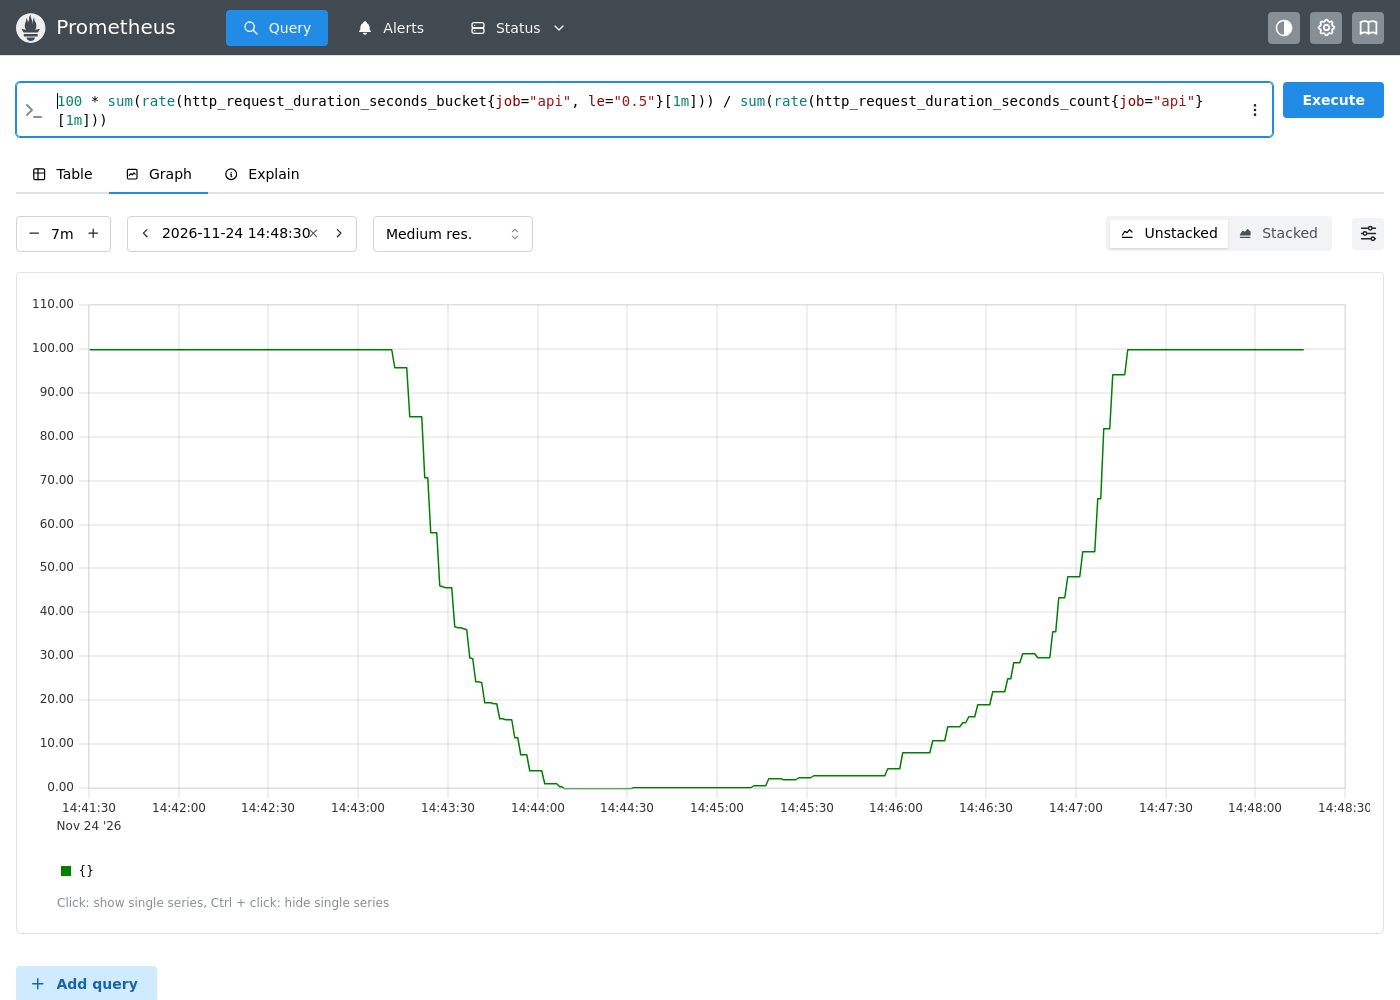 Prometheus
Query
Alerts
Status
100 * sum(rate(http_request_duration_seconds_bucket{job="api", le="0.5"}[1m])) / sum(rate(http_request_duration_seconds_count{job="api"}
[1m]))
Execute
Table
Graph
Explain
7m
2026-11-24 14:48:30
Medium res.
Unstacked
Stacked
110.00
100.00
90.00
80.00
70.00
60.00
50.00
40.00
30.00
20.00
10.00
0.00
14:41:30 14:42:00 14:42:30 14:43:00 14:43:30 14:44:00 14:44:30 14:45:00 14:45:30 14:46:00 14:46:30 14:47:00 14:47:30 14:48:00 14:48:30
Nov 24 '26
{}
Click: show single series, Ctrl + click: hide single series
Add query